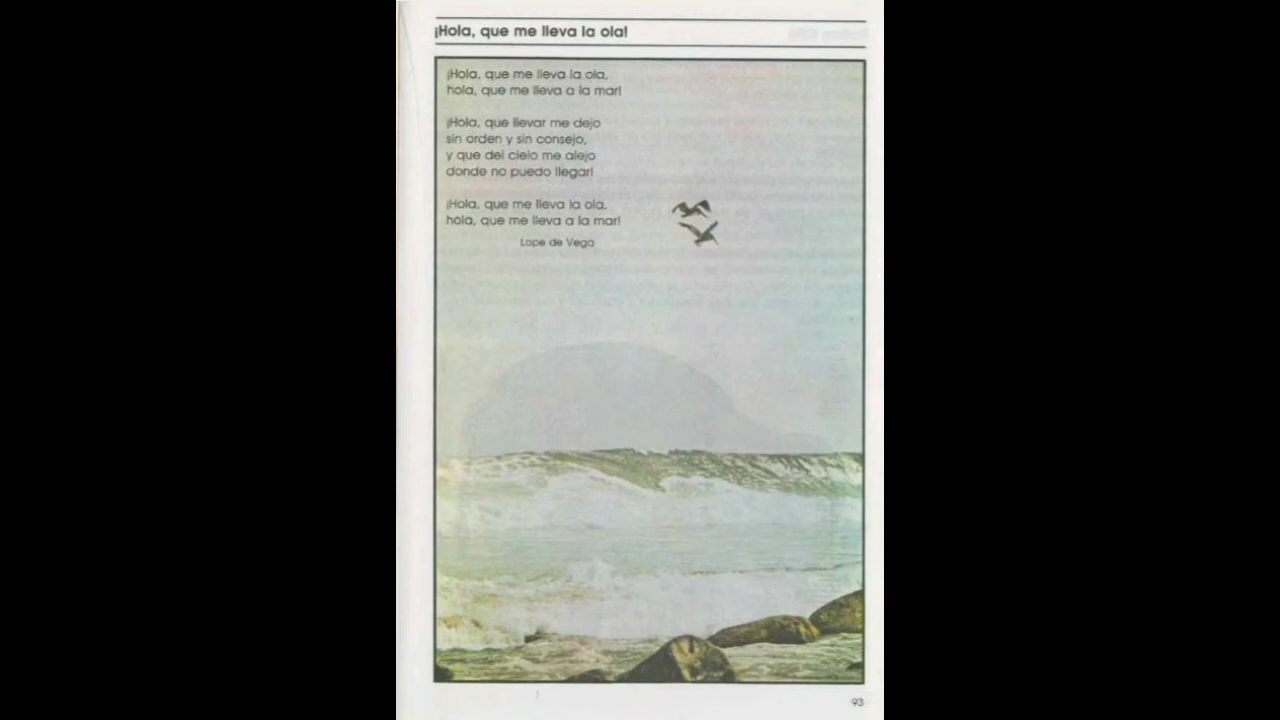 ¡Hola, que me lleva la ola!
¡Hola, que me lleva la ola,
hola, que me lleva a la mar!
¡Hola, que llevar me dejo
sin orden y sin consejo,
y que del cielo me alejo
donde no puedo llegar!
¡Hola, que me lleva la ola,
hola, que me lleva a la mar!
Lope de Vega
93